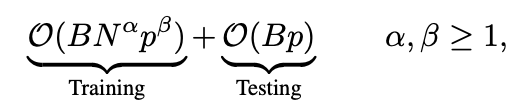 𝒪(BN^α p^β) + 𝒪(Bp)    α, β ≥ 1,
Training    Testing